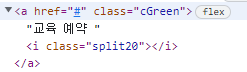 ▼<a href="#" class="cGreen"> flex
"교육 예약 "
<i class="split20"></i>
</a>